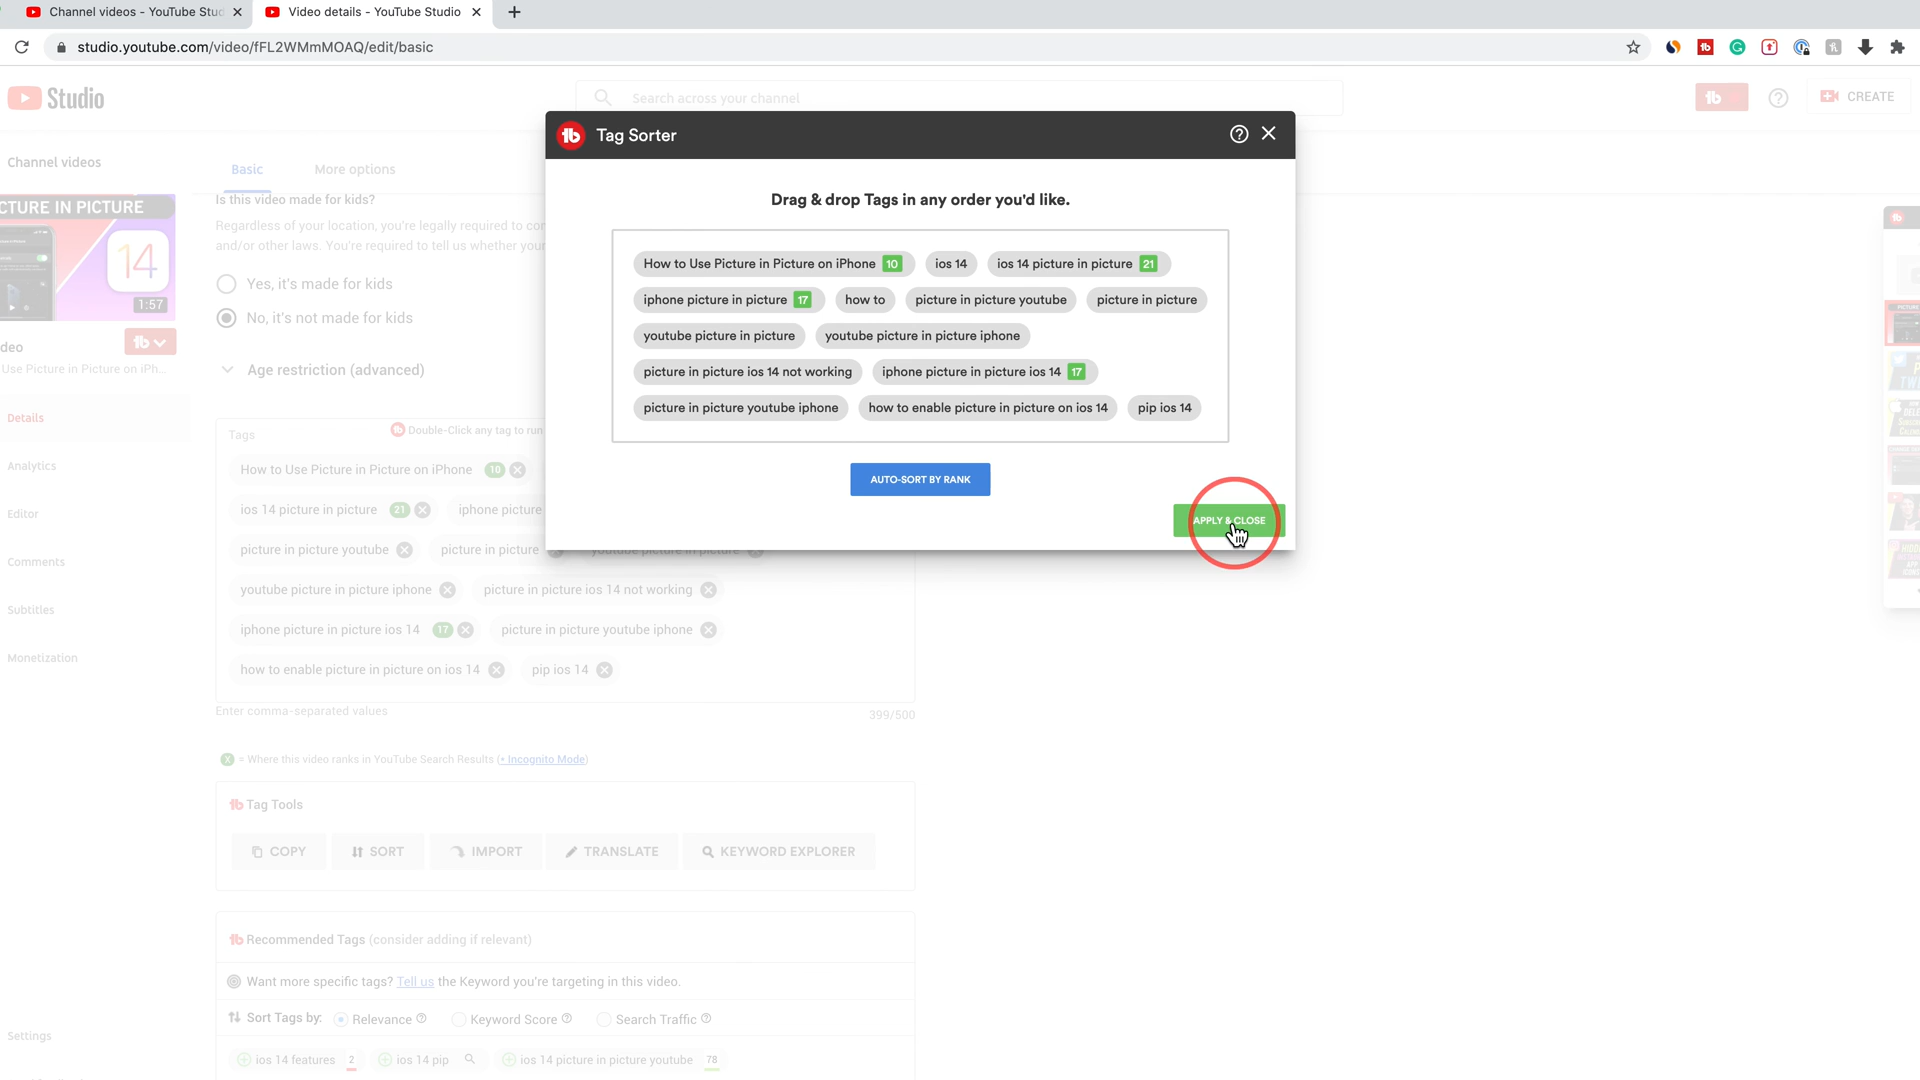 Channel videos - YouTube Stud
Video details - YouTube Studio
studio.youtube.com/video/fFL2WMmMOAQ/edit/basic
Studio
Search across your channel
CREATE
Tag Sorter
Channel videos
Basic
More options
Is this video made for kids?
Regardless of your location, you're legally required to co
and/or other laws. You're required to tell us whether your
CTURE IN PICTURE
14
1:57
Yes, it's made for kids
No, it's not made for kids
deo
Use Picture in Picture on iPh...
Age restriction (advanced)
Drag & drop Tags in any order you'd like.
How to Use Picture in Picture on iPhone 10
ios 14
ios 14 picture in picture 21
iphone picture in picture 17
how to
picture in picture youtube
picture in picture
youtube picture in picture
youtube picture in picture iphone
picture in picture ios 14 not working
iphone picture in picture ios 14 17
picture in picture youtube iphone
how to enable picture in picture on ios 14
pip ios 14
AUTO-SORT BY RANK
APPLY & CLOSE
Details
Analytics
Editor
Comments
Subtitles
Monetization
Settings
Tags
Double-Click any tag to run
How to Use Picture in Picture on iPhone 10
ios 14 picture in picture 21
iphone picture
picture in picture youtube
picture in picture
youtube picture in picture
youtube picture in picture iphone
picture in picture ios 14 not working
iphone picture in picture ios 14 17
picture in picture youtube iphone
how to enable picture in picture on ios 14
pip ios 14
Enter comma-separated values
399/500
X = Where this video ranks in YouTube Search Results (• Incognito Mode)
Tag Tools
COPY
SORT
IMPORT
TRANSLATE
KEYWORD EXPLORER
Recommended Tags (consider adding if relevant)
Want more specific tags? Tell us the Keyword you're targeting in this video.
Sort Tags by: Relevance
Keyword Score
Search Traffic
ios 14 features 2
ios 14 pip
ios 14 picture in picture youtube 78